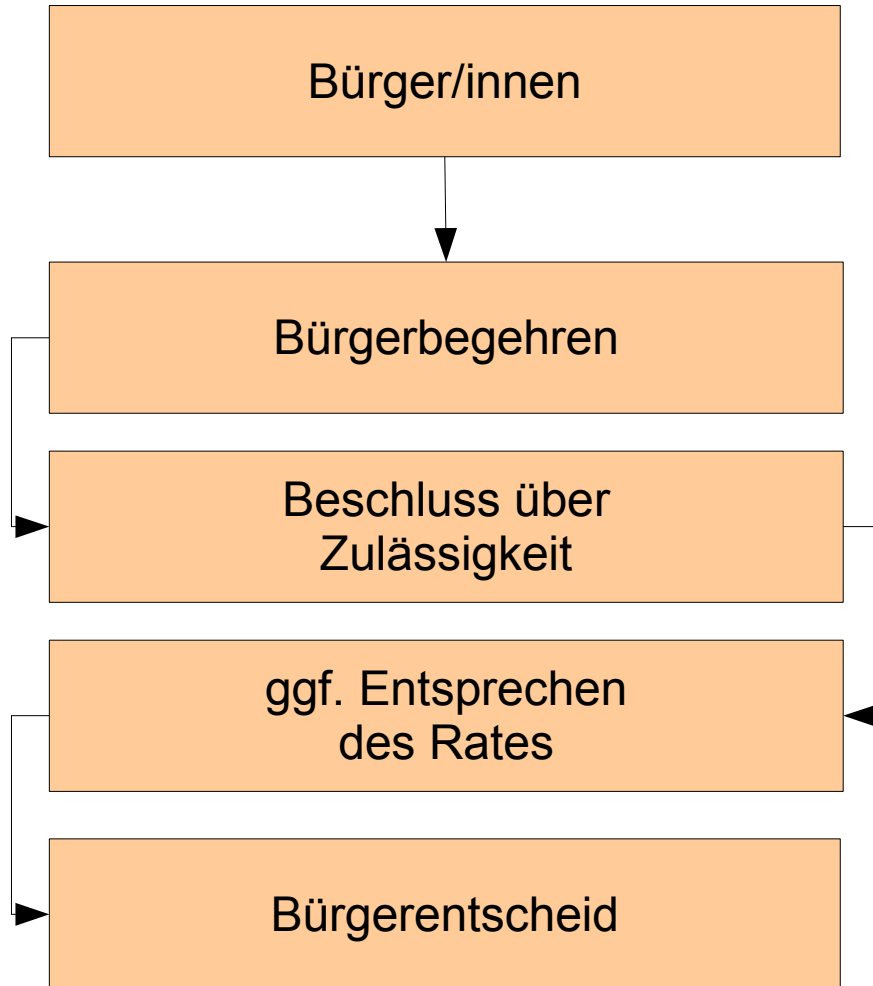 Bürger/innen
Bürgerbegehren
Beschluss über
Zulässigkeit
ggf. Entsprechen
des Rates
Bürgerentscheid